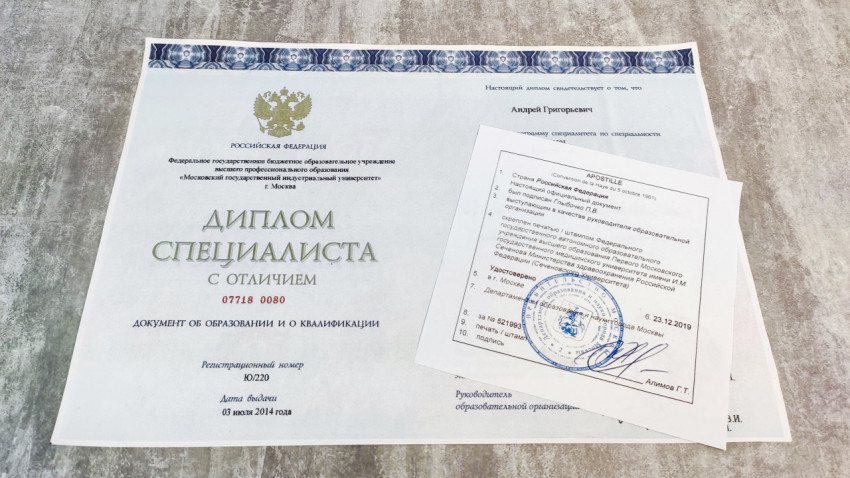 РОССИЙСКАЯ ФЕДЕРАЦИЯ
Федеральное государственное бюджетное образовательное учреждение
высшего профессионального образования
«Московский государственный индустриальный университет»
г. Москва
ДИПЛОМ
СПЕЦИАЛИСТА
С ОТЛИЧИЕМ
07718 0080
ДОКУМЕНТ ОБ ОБРАЗОВАНИИ И О КВАЛИФИКАЦИИ
Регистрационный номер
Ю/220
Дата выдачи
03 июля 2014 года
Настоящий диплом свидетельствует о том, что
Андрей Григорьевич
программу специалитета по специальности
APOSTILLE
(Convention de la Haye du 5 octobre 1961)
1. Страна Российская Федерация
Настоящий официальный документ
2. был подписан Глыбочко П.В.
3. выступающим в качестве руководителя образовательной
организации
4. скреплен печатью / штампом Федерального
государственного автономного образовательного
учреждения высшего образования Первого Московского
государственного медицинского университета имени И.М.
Сеченова Министерства здравоохранения Российской
Федерации (Сеченовский Университет)
Удостоверено
5. в г. Москве
6. 23.12.2019
7. Департаментом образования и науки города Москвы
8. за № 521993
9. печать / штамп
10. подпись
Алимов Г.Т.
Руководитель
образовательной организации
В.И.